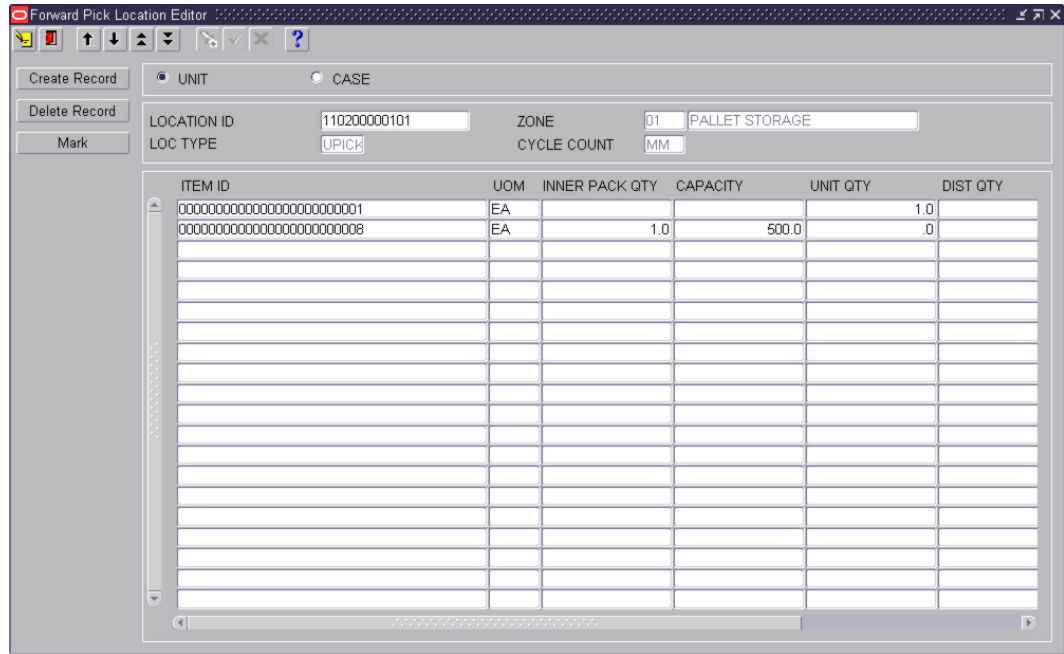 Forward Pick Location Editor
?
Create Record
UNIT CASE
Delete Record
Mark
LOCATION ID 110200000101 ZONE 01 PALLET STORAGE
LOC TYPE UPICK CYCLE COUNT MM
ITEM ID UOM INNER PACK QTY CAPACITY UNIT QTY DIST QTY
0000000000000000000000001 EA 1.0
0000000000000000000000008 EA 1.0 500.0 .0